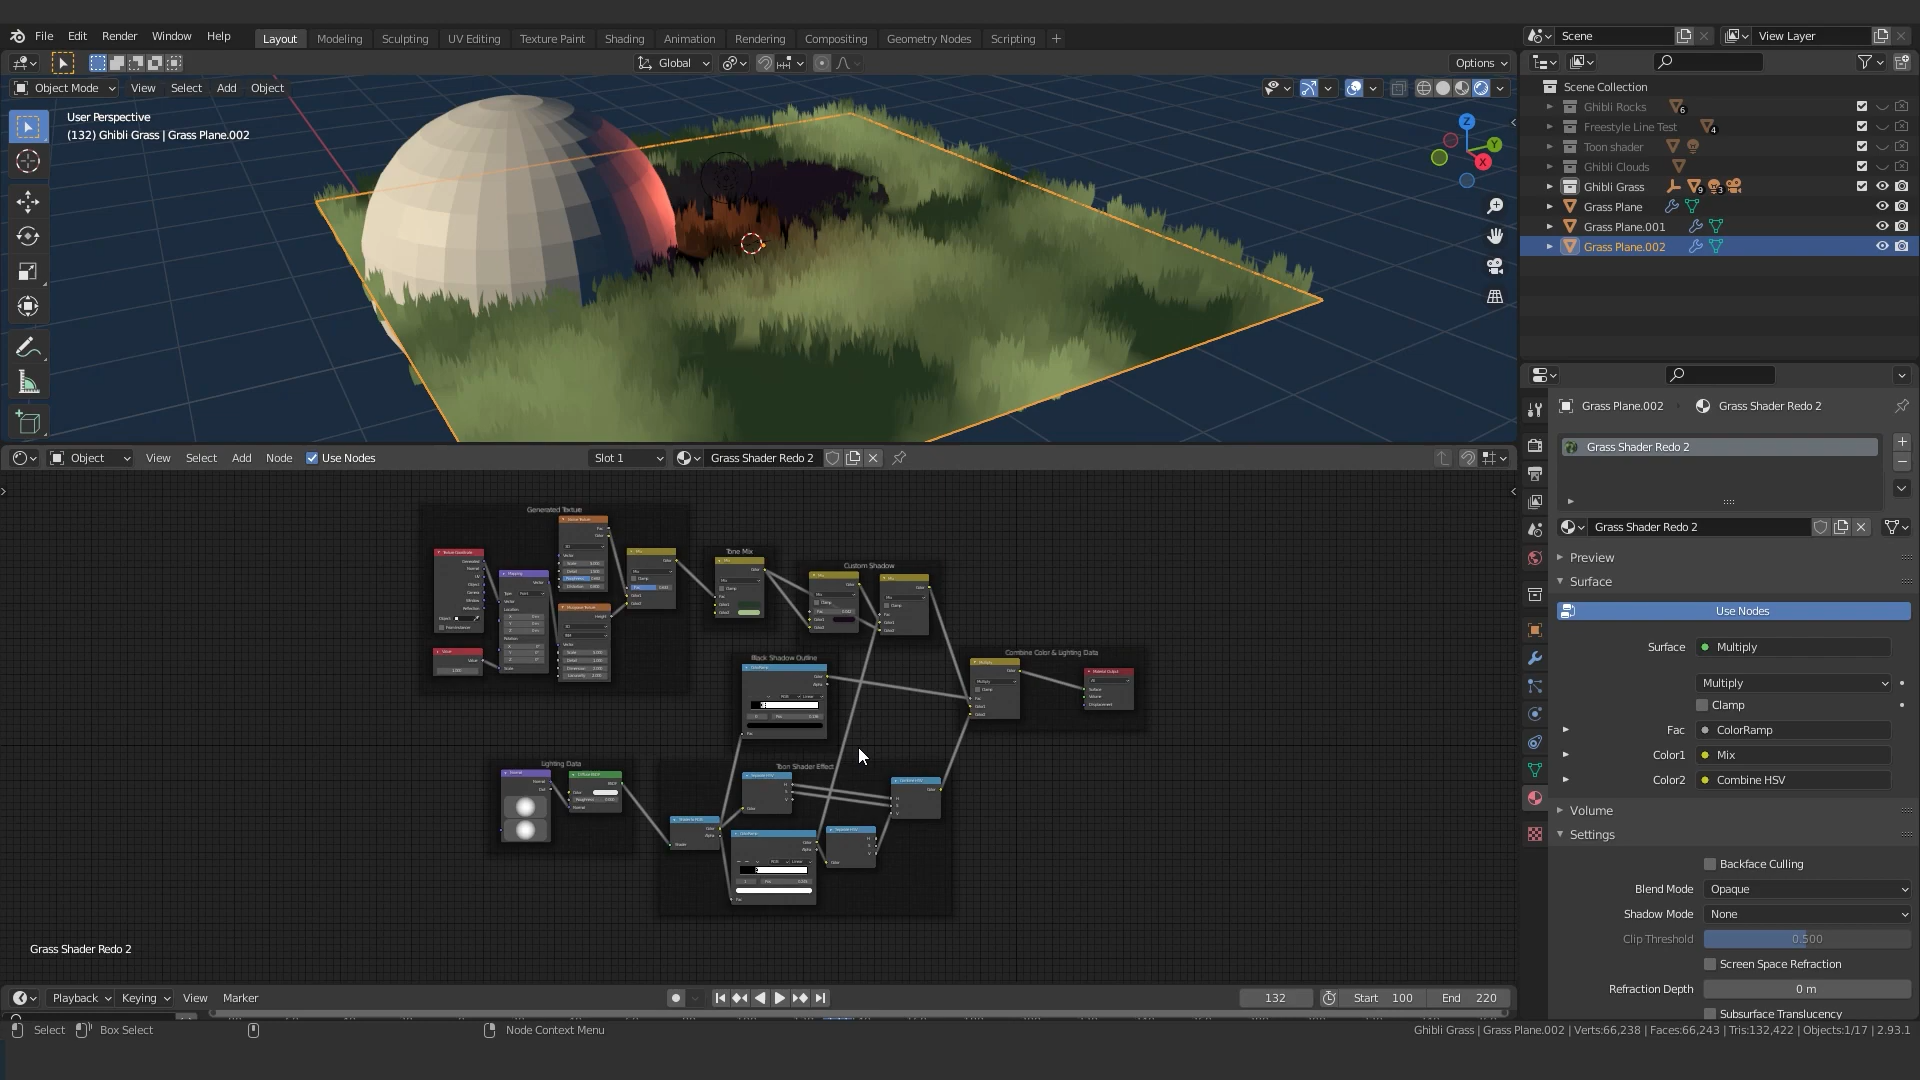 File Edit Render Window Help
Layout Modeling Sculpting UV Editing Texture Paint Shading Animation Rendering Compositing Geometry Nodes Scripting +
Scene
View Layer
Global
Options
Object Mode View Select Add Object
User Perspective
(132) Ghibli Grass | Grass Plane.002
Z
Y
X
Scene Collection
Ghibli Rocks 6
Freestyle Line Test 4
Toon shader
Ghibli Clouds
Ghibli Grass 9 3
Grass Plane
Grass Plane.001
Grass Plane.002
Object View Select Add Node Use Nodes
Slot 1
Grass Shader Redo 2
Generated Texture
Tone Mix
Custom Shadow
Black Shadow Outline
Combine Color & Lighting Data
Lighting Data
Toon Shader Effect
Grass Shader Redo 2
Grass Plane.002 Grass Shader Redo 2
Grass Shader Redo 2
Grass Shader Redo 2
Preview
Surface
Use Nodes
Surface Multiply
Multiply
Clamp
Fac ColorRamp
Color1 Mix
Color2 Combine HSV
Volume
Settings
Backface Culling
Blend Mode Opaque
Shadow Mode None
Clip Threshold 0.500
Screen Space Refraction
Refraction Depth 0 m
Subsurface Translucency
Playback Keying View Marker
132
Start 100
End 220
Select Box Select Node Context Menu
Ghibli Grass | Grass Plane.002 | Verts:66,238 | Faces:66,243 | Tris:132,422 | Objects:1/17 | 2.93.1